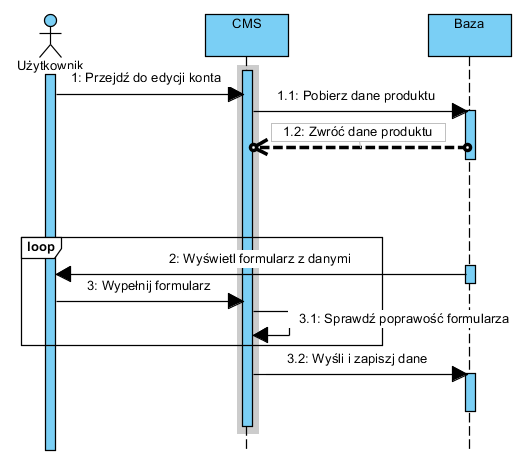 CMS
Baza
Użytkownik
1: Przejdź do edycji konta
1.1: Pobierz dane produktu
1.2: Zwróć dane produktu
loop
2: Wyświetl formularz z danymi
3: Wypełnij formularz
3.1: Sprawdź poprawość formularza
3.2: Wyśli i zapiszj dane